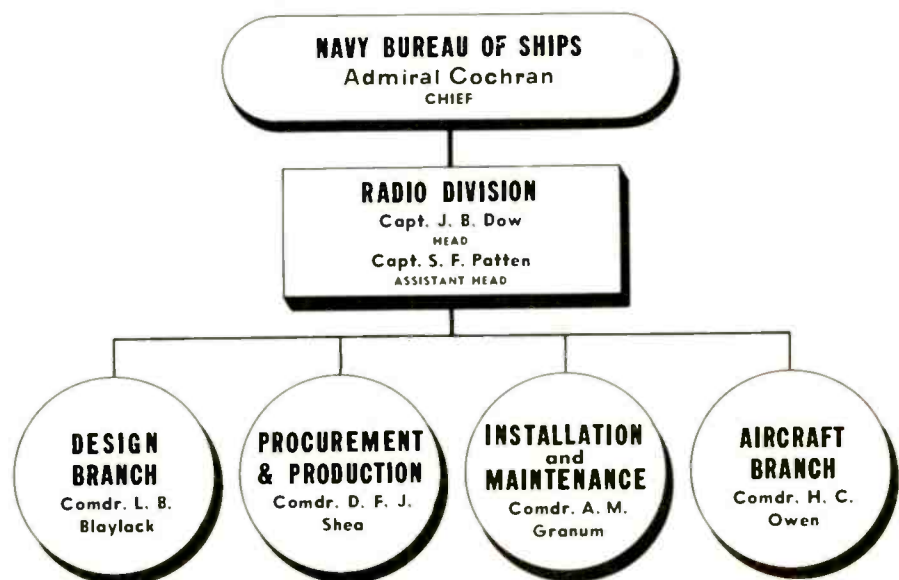 NAVY BUREAU OF SHIPS
Admiral Cochran
CHIEF
RADIO DIVISION
Capt. J. B. Dow
HEAD
Capt. S. F. Patten
ASSISTANT HEAD
DESIGN
BRANCH
Comdr. L. B.
Blaylack
PROCUREMENT
& PRODUCTION
Comdr. D. F. J.
Shea
INSTALLATION
and
MAINTENANCE
Comdr. A. M.
Granum
AIRCRAFT
BRANCH
Comdr. H. C.
Owen